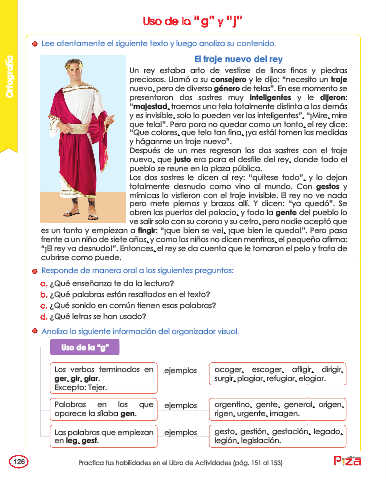 Uso de la "g" y "j"
Ortografía
Lee atentamente el siguiente texto y luego analiza su contenido.
El traje nuevo del rey
Un rey estaba arto de vestirse de linos finos y piedras
preciosas. Llamó a su consejero y le dijo: "necesito un traje
nuevo, pero de diverso género de telas". En ese momento se
presentaron dos sastres muy inteligentes y le dijeron:
"majestad, traemos una tela totalmente distinta a las demás
y es invisible, solo la pueden ver los inteligentes", "¡Mire, mire
que tela!". Pero para no quedar como un tonto, el rey dice:
"Que colores, que tela tan fina, ¡ya está! tomen las medidas
y háganme un traje nuevo".
Después de un mes regresan los dos sastres con el traje
nuevo, que justo era para el desfile del rey, donde todo el
pueblo se reune en la plaza pública.
Los dos sastres le dicen al rey: "quítese todo", y lo dejan
totalmente desnudo como vino al mundo. Con gestos y
mímicas lo vistieron con el traje invisible. El rey no ve nada
pero mete piernas y brazos allí. Y dicen: "ya quedó". Se
abren las puertas del palacio, y toda la gente del pueblo lo
ve salir solo con su corona y su cetro, pero nadie aceptó que
es un tonto y empiezan a fingir: "¡que bien se ve!, ¡que bien le queda!". Pero pasa
frente a un niño de siete años, y como los niños no dicen mentiras, el pequeño afirma:
"¡El rey va desnudo!". Entonces, el rey se da cuenta que le tomaron el pelo y trata de
cubrirse como puede.
Responde de manera oral a las siguientes preguntas:
a. ¿Qué enseñanza te da la lectura?
b. ¿Qué palabras están resaltadas en el texto?
c. ¿Qué sonido en común tienen esas palabras?
d. ¿Qué letras se han usado?
Analiza la siguiente información del organizador visual.
Uso de la "g"
Los verbos terminados en
ger, gir, giar.
Excepto: Tejer.
ejemplos
acoger, escoger, afligir, dirigir,
surgir, plagiar, refugiar, elogiar.
Palabras en las que
aparece la sílaba gen.
ejemplos
argentino, gente, general, origen,
rigen, urgente, imagen.
Las palabras que empiezan
en leg, gest.
ejemplos
gesta, gestión, gestación, legado,
legión, legislación.
126
Practica tus habilidades en el Libro de Actividades (pág. 151 al 153)